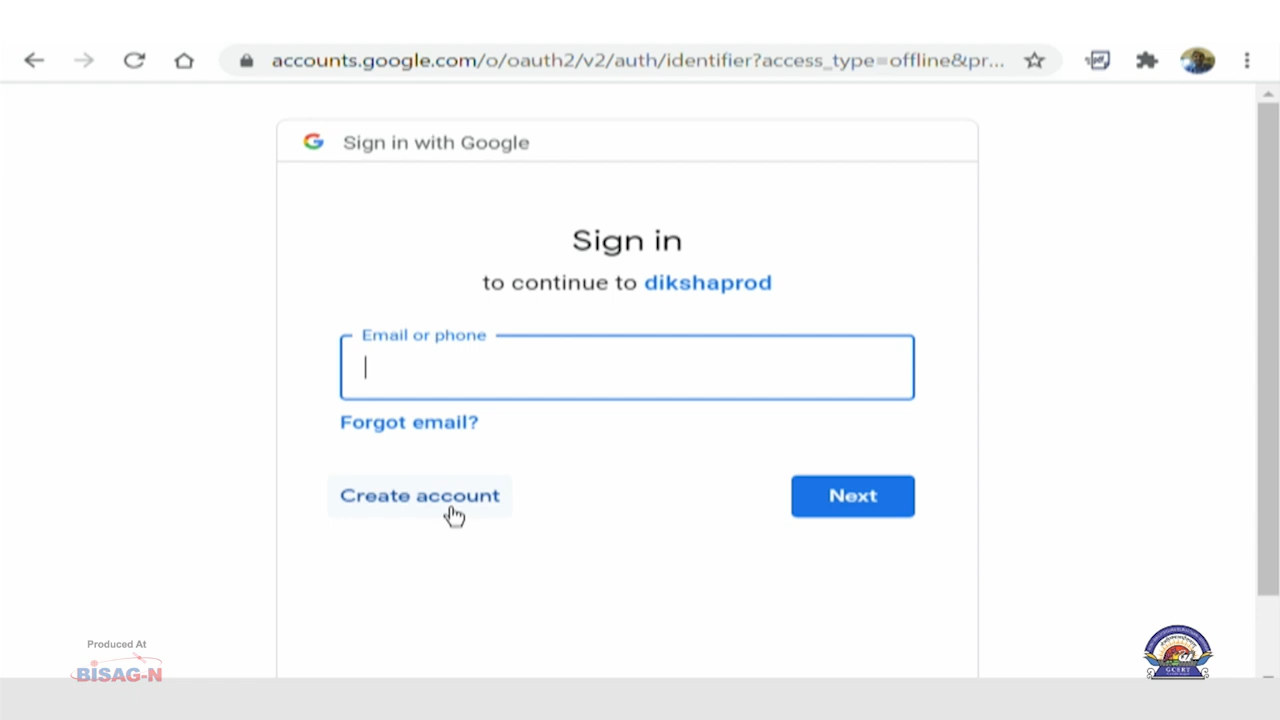 accounts.google.com/o/oauth2/v2/auth/identifier?access_type=offline&pr...
Sign in with Google
Sign in
to continue to dikshaprod
Email or phone
Forgot email?
Create account
Next
Produced At
BISAG-N
GCERT